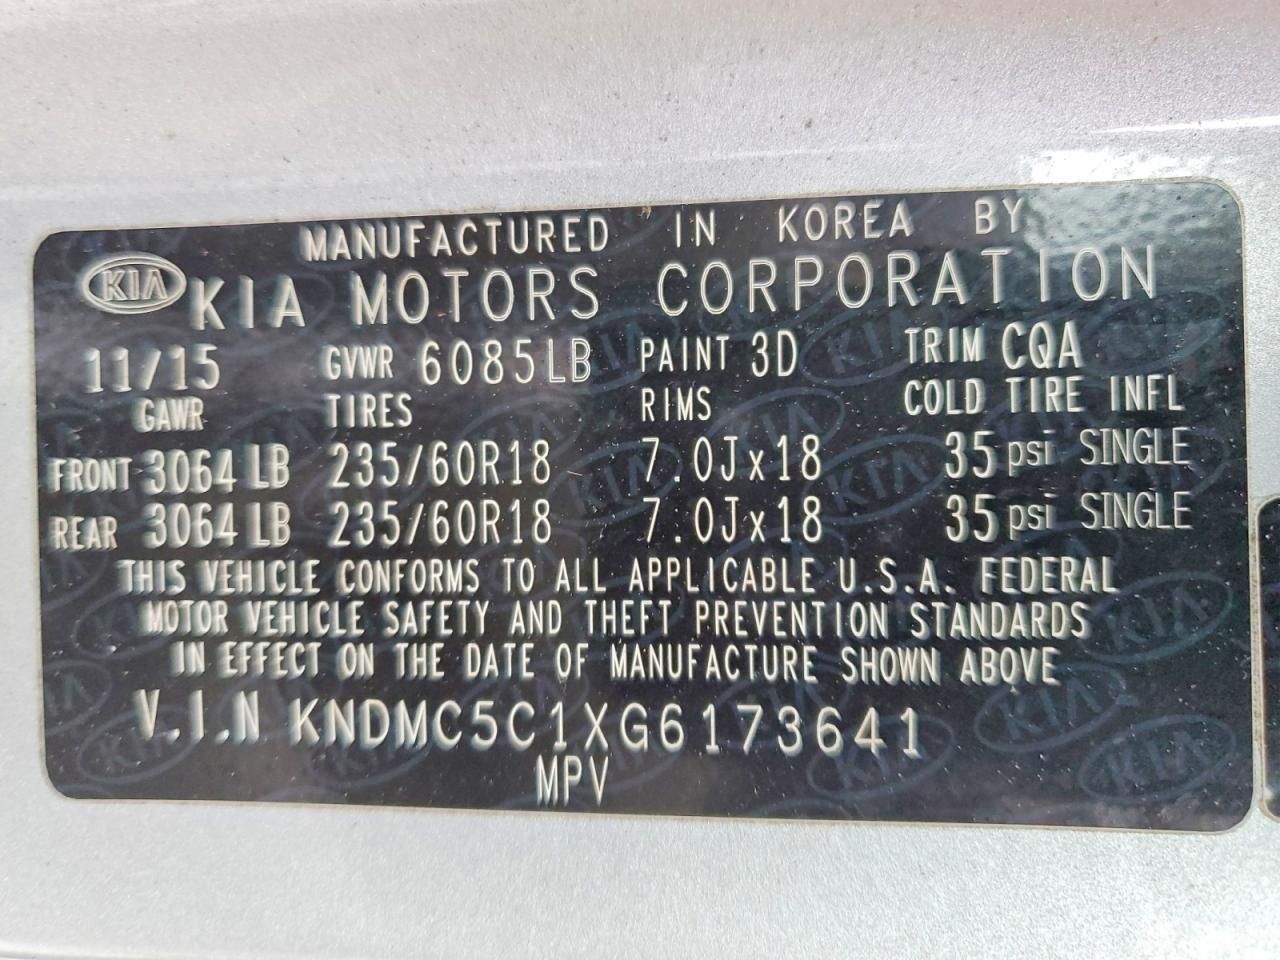 MANUFACTURED IN KOREA BY
KIA KIA MOTORS CORPORATION
11/15 GVWR 6085LB PAINT 3D TRIM CQA
GAWR TIRES RIMS COLD TIRE INFL
FRONT 3064 LB 235/60R18 7.0Jx18 35 psi SINGLE
REAR 3064 LB 235/60R18 7.0Jx18 35 psi SINGLE
THIS VEHICLE CONFORMS TO ALL APPLICABLE U.S.A. FEDERAL
MOTOR VEHICLE SAFETY AND THEFT PREVENTION STANDARDS
IN EFFECT ON THE DATE OF MANUFACTURE SHOWN ABOVE
V.I.N KNDMC5C1XG6173641
MPV